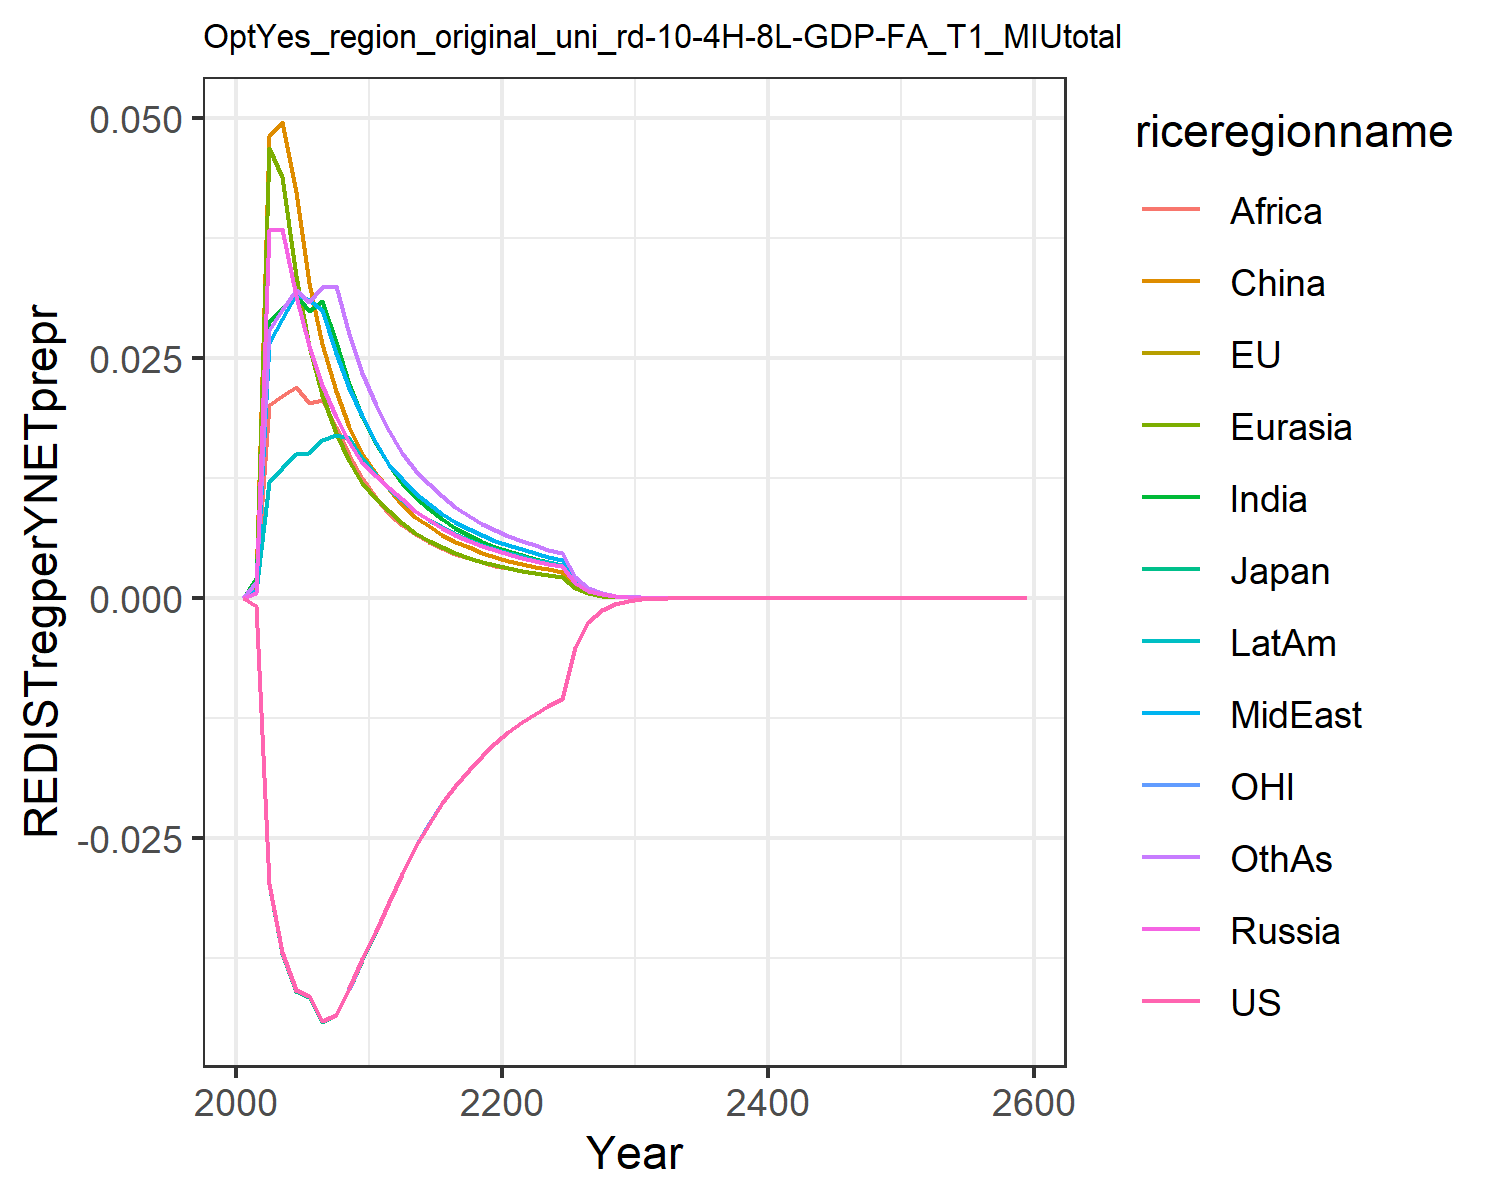 OptYes_region_original_uni_rd-10-4H-8L-GDP-FA_T1_MIUtotal
REDISTregperYNETprepr
0.050
0.025
0.000
-0.025
2000
2200
2400
2600
Year
riceregionname
Africa
China
EU
Eurasia
India
Japan
LatAm
MidEast
OHI
OthAs
Russia
US